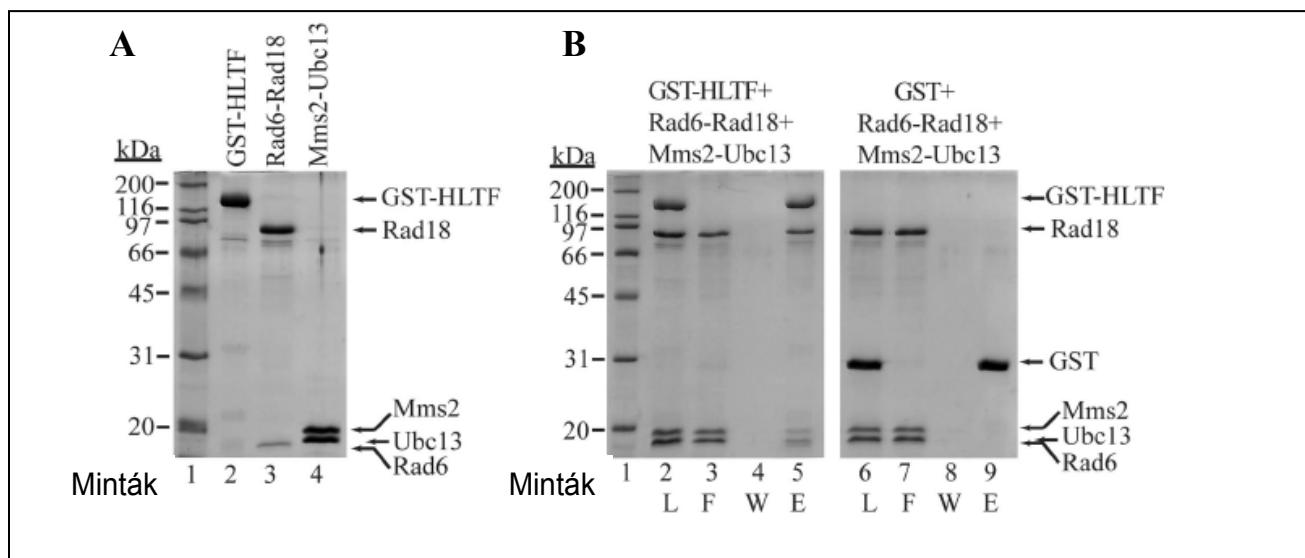 A
GST-HLTF
Rad6-Rad18
Mms2-Ubc13
kDa
200
116
97
66
45
31
20
GST-HLTF
Rad18
Mms2
Ubc13
Rad6
Minták 1 2 3 4
B
GST-HLTF+
Rad6-Rad18+
Mms2-Ubc13
GST+
Rad6-Rad18+
Mms2-Ubc13
kDa
200
116
97
66
45
31
20
GST-HLTF
Rad18
GST
Mms2
Ubc13
Rad6
Minták 1 2 3 4 5 6 7 8 9
L F W E L F W E